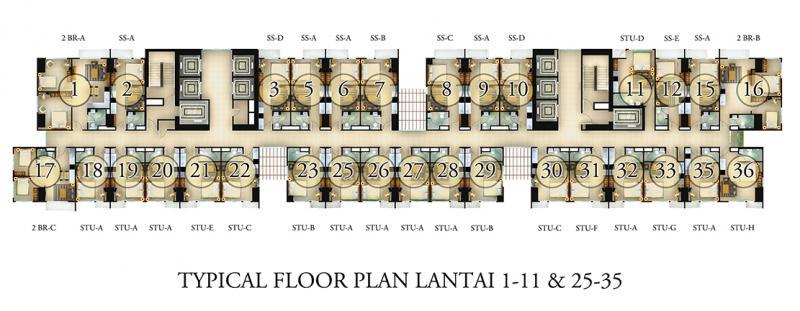 2 BR-A SS-A SS-D SS-A SS-A SS-B SS-C SS-A SS-D STU-D SS-E SS-A 2 BR-B
1 2 3 5 6 7 8 9 10 11 12 15 16
17 18 19 20 21 22 23 25 26 27 28 29 30 31 32 33 35 36
2 BR-C STU-A STU-A STU-A STU-E STU-C STU-B STU-A STU-A STU-A STU-A STU-B STU-C STU-F STU-A STU-G STU-A STU-H
TYPICAL FLOOR PLAN LANTAI 1-11 & 25-35